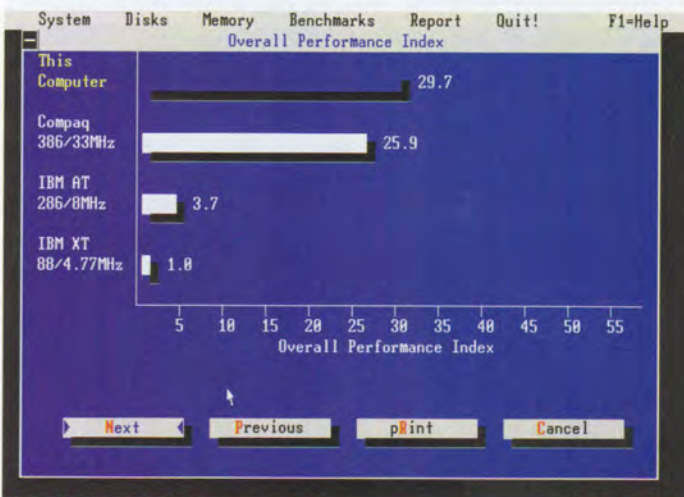 System Disks Memory Benchmarks Report Quit! F1=Help
Overall Performance Index
This
Computer
29.7
Compaq
386/33MHz
25.9
IBM AT
286/8MHz
3.7
IBM XT
88/4.77MHz
1.0
5 10 15 20 25 30 35 40 45 50 55
Overall Performance Index
Next Previous pRint Cancel